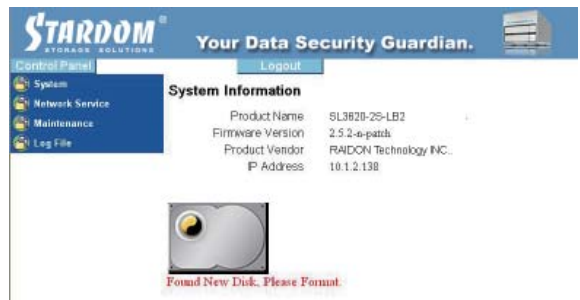 STARDOM®
STORAGE SOLUTIONS
Your Data Security Guardian.
Control Panel
Logout
System
Network Service
Maintenance
Log File
System Information
Product Name SL3620-2S-LB2
Firmware Version 2.5.2-n-patch
Product Vendor RAIDON Technology INC..
IP Address 10.1.2.138
Found New Disk, Please Format.